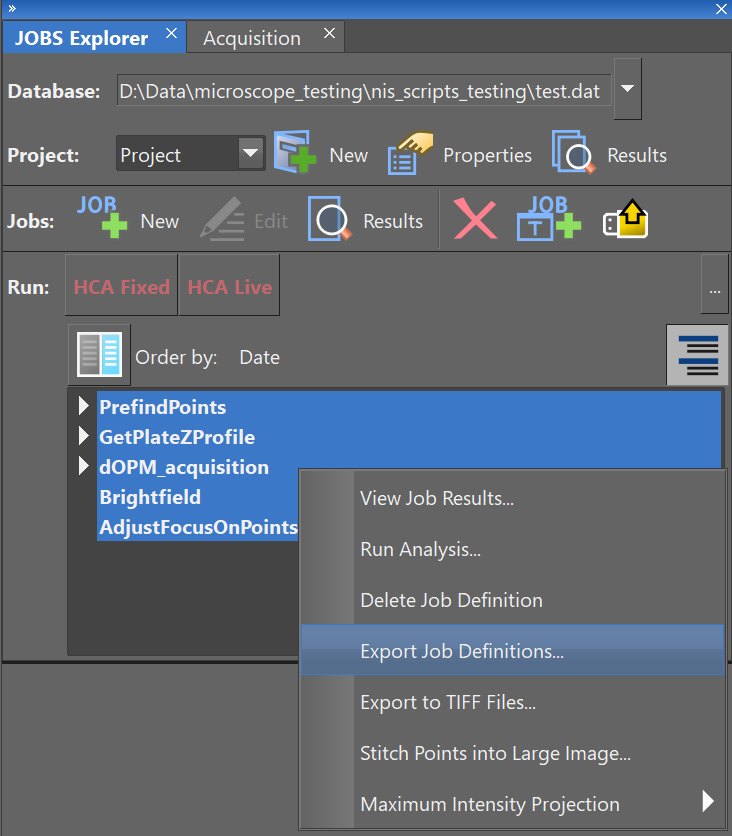 JOBS Explorer Acquisition
Database: D:\Data\microscope_testing\nis_scripts_testing\test.dat
Project: Project New Properties Results
Jobs: JOB New Edit Results JOB T
Run: HCA Fixed HCA Live ...
Order by: Date
PrefindPoints
GetPlateZProfile
dOPM_acquisition
Brightfield
AdjustFocusOnPoints
View Job Results...
Run Analysis...
Delete Job Definition
Export Job Definitions...
Export to TIFF Files...
Stitch Points into Large Image...
Maximum Intensity Projection